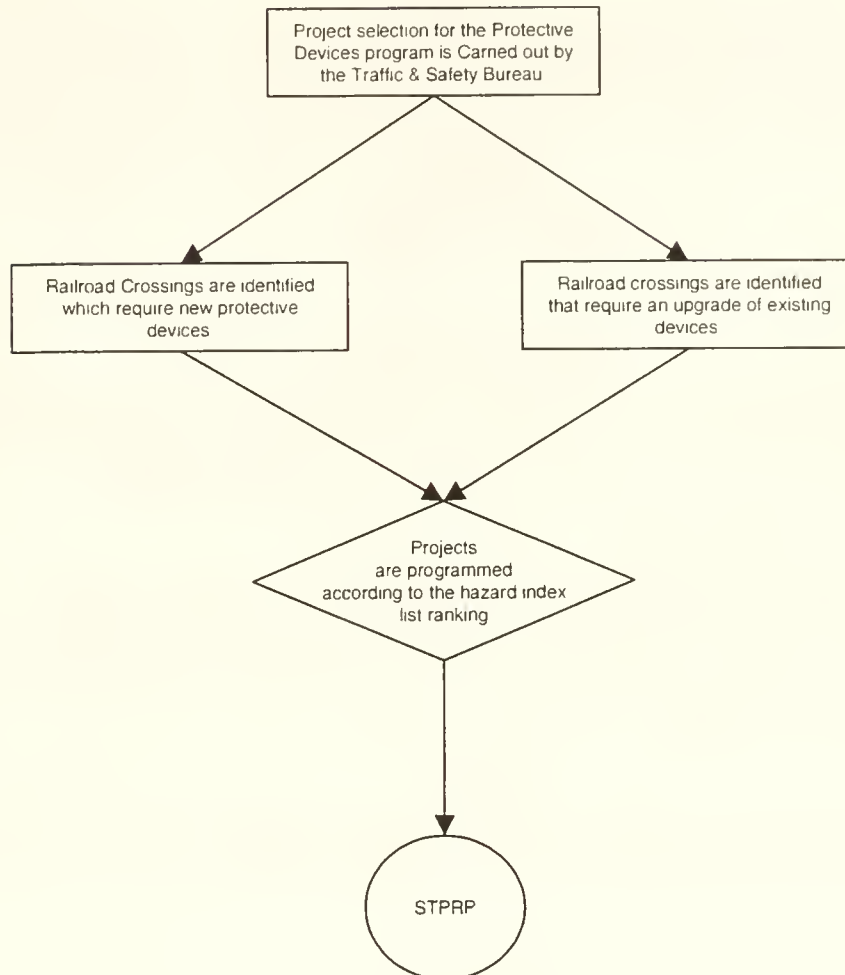 Project selection for the Protective
Devices program is Carned out by
the Traffic & Safety Bureau
Railroad Crossings are identified
which require new protective
devices
Railroad crossings are identified
that require an upgrade of existing
devices
Projects
are programmed
according to the hazard index
list ranking
STPRP